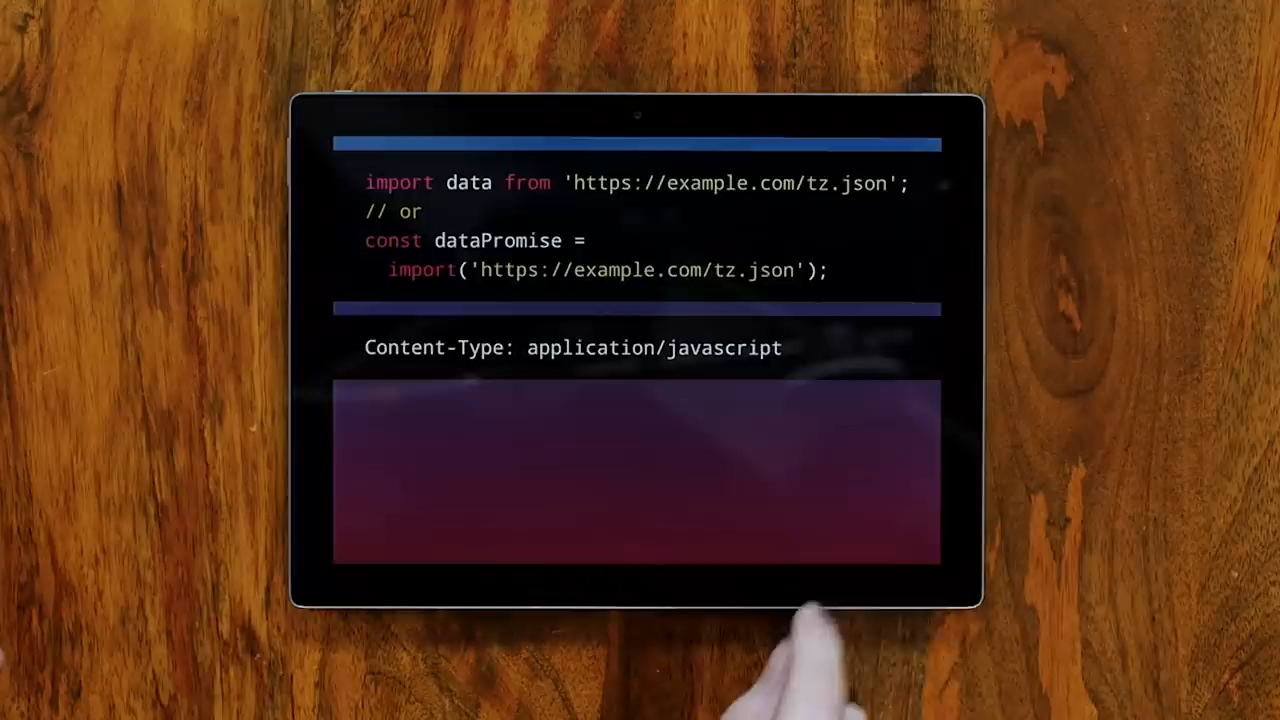 import data from 'https://example.com/tz.json';
// or
const dataPromise =
import('https://example.com/tz.json');
Content-Type: application/javascript